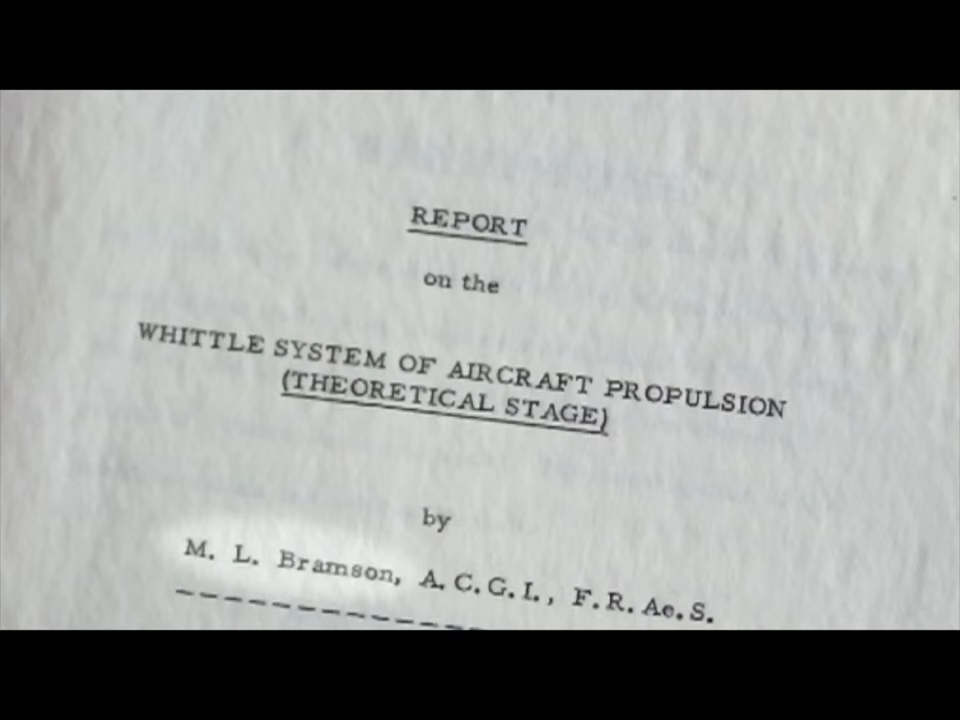 REPORT
on the
WHITTLE SYSTEM OF AIRCRAFT PROPULSION
(THEORETICAL STAGE)
by
M. L. Bramson, A.C.G.I., F.R.Ae.S.